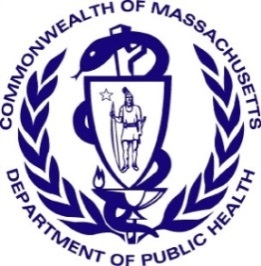 COMMONWEALTH OF MASSACHUSETTS
DEPARTMENT OF PUBLIC HEALTH